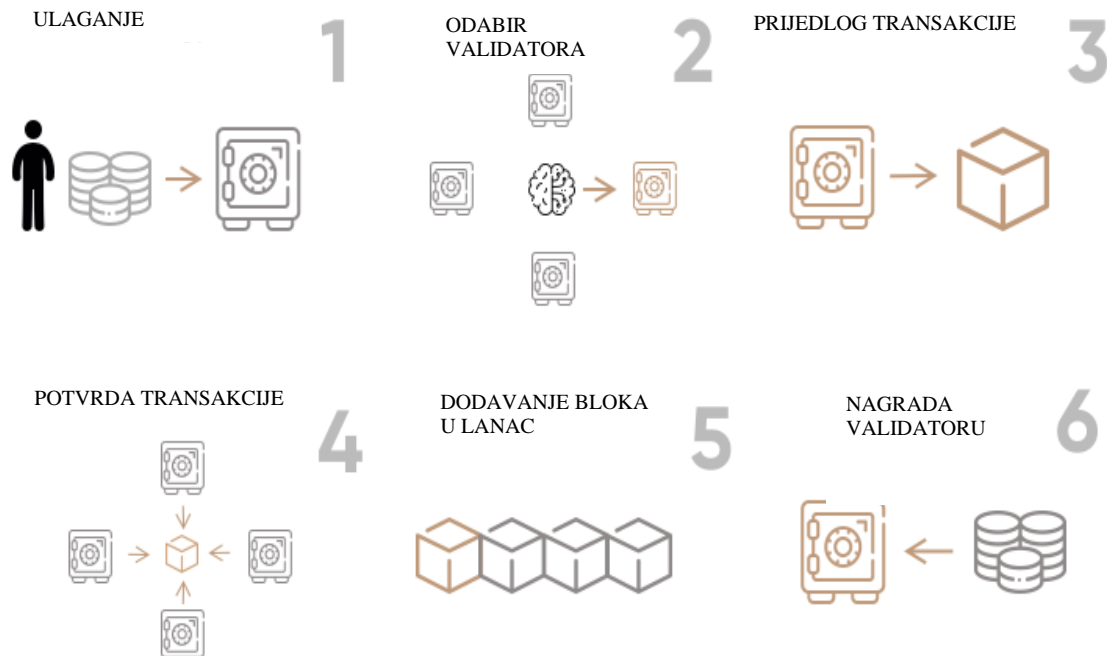 ULAGANJE
1
ODABIR
VALIDATORA
2
PRIJEDLOG TRANSAKCIJE
3
POTVRDA TRANSAKCIJE
4
DODAVANJE BLOKA
U LANAC
5
NAGRADA
VALIDATORU
6